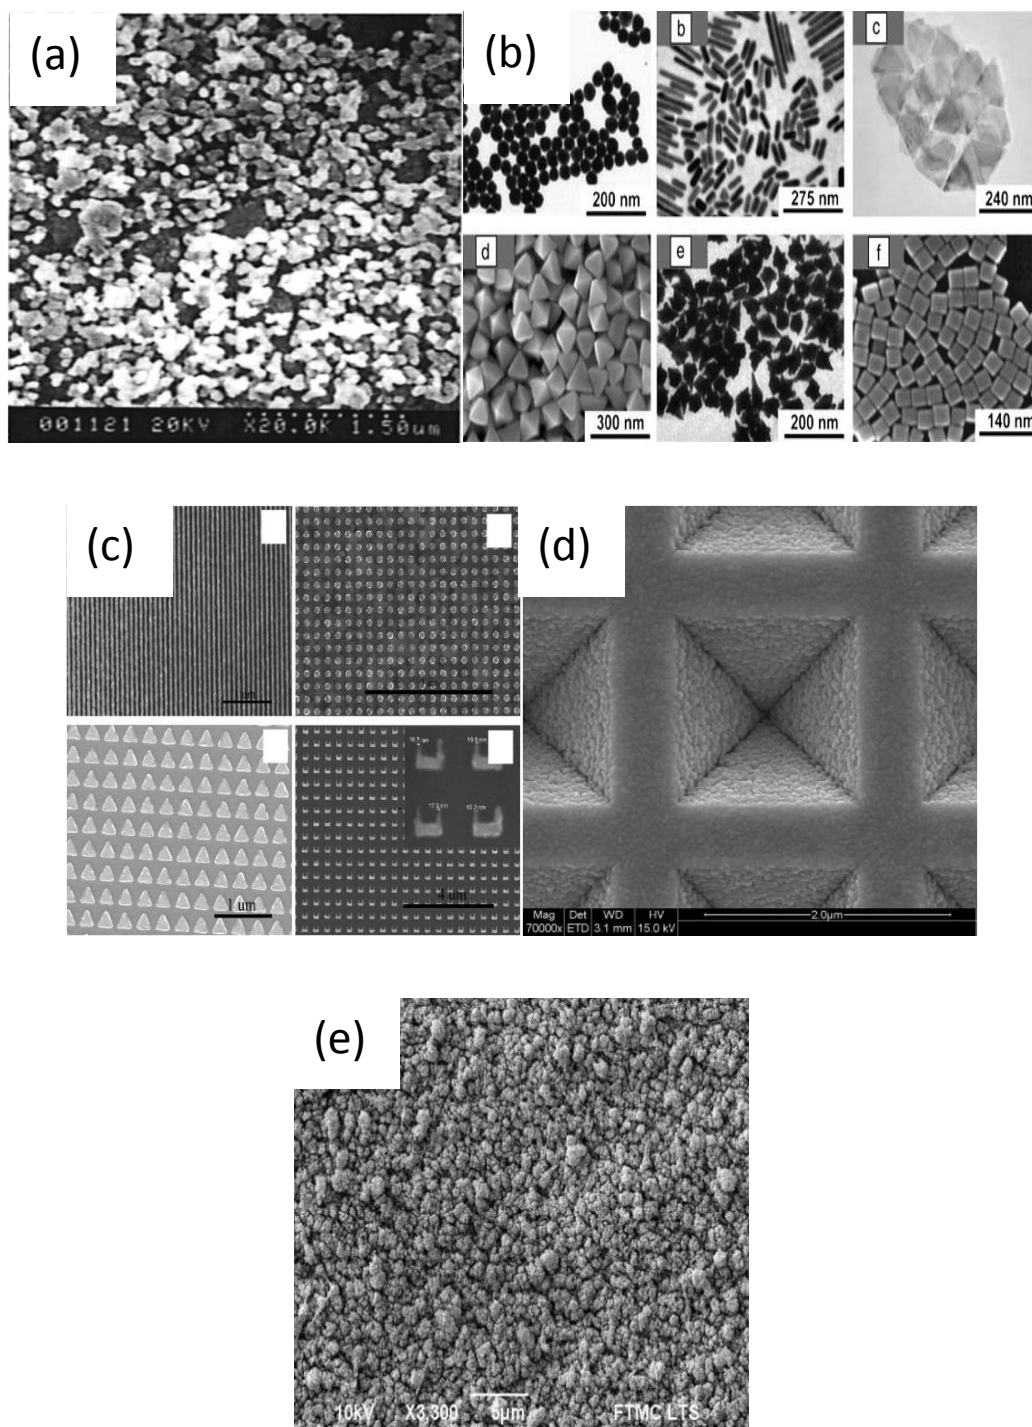 (a)
001121 20KV X20.0K 1.50um
(b)
200 nm
b
275 nm
c
240 nm
d
300 nm
e
200 nm
f
140 nm
(c)
1 um
4 um
(d)
Mag Det WD HV
70000x ETD 3.1 mm 15.0 kV
2.0µm
(e)
10kV X3,300 5µm FTMC LTS